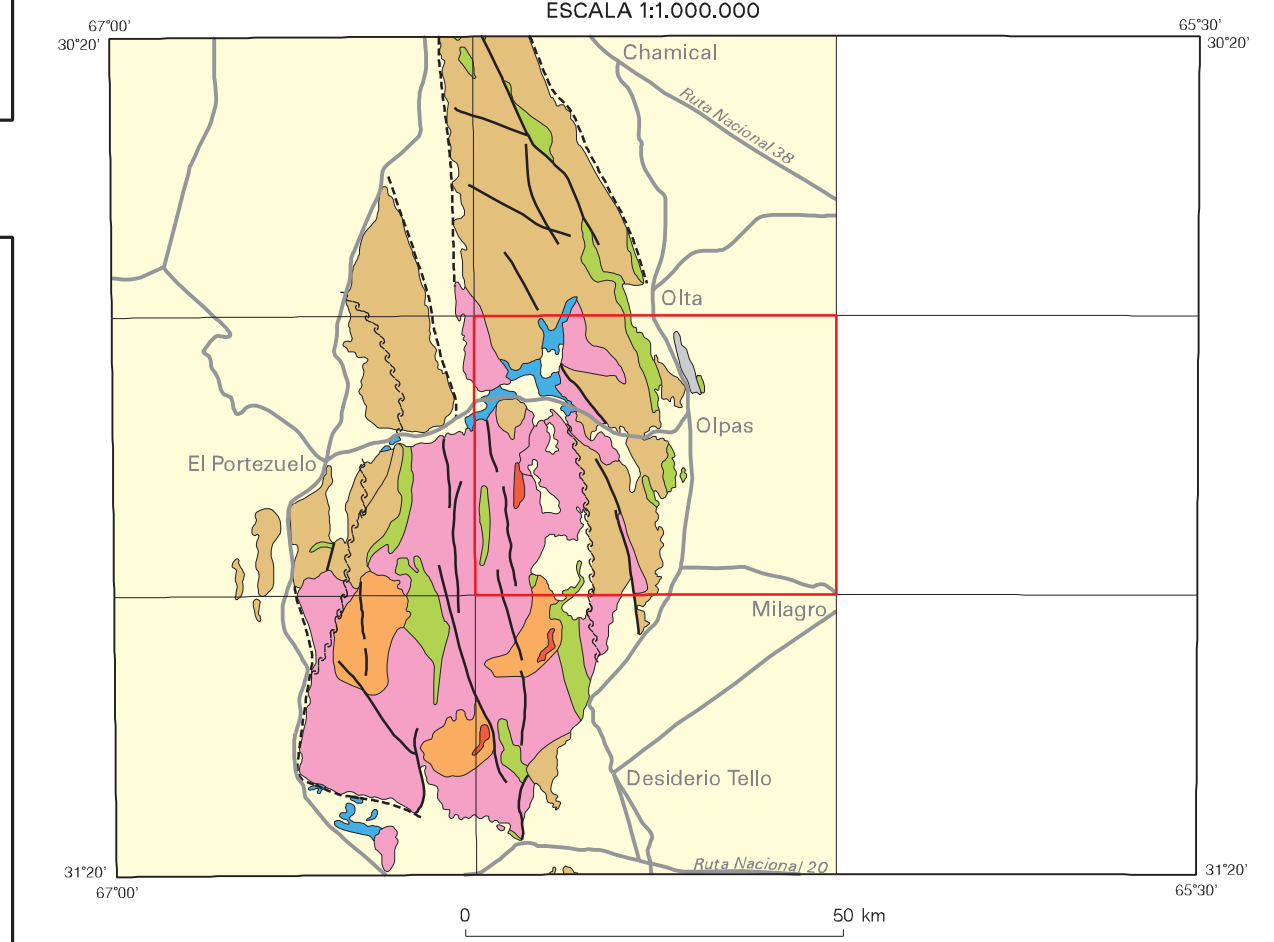 ESCALA 1:1.000.000
67°00'
65°30'
30°20'
30°20'
Chamical
Ruta Nacional 38
Olta
Olpas
El Portezuelo
Milagro
Desiderio Tello
Ruta Nacional 20
31°20'
31°20'
67°00'
65°30'
0
50 km